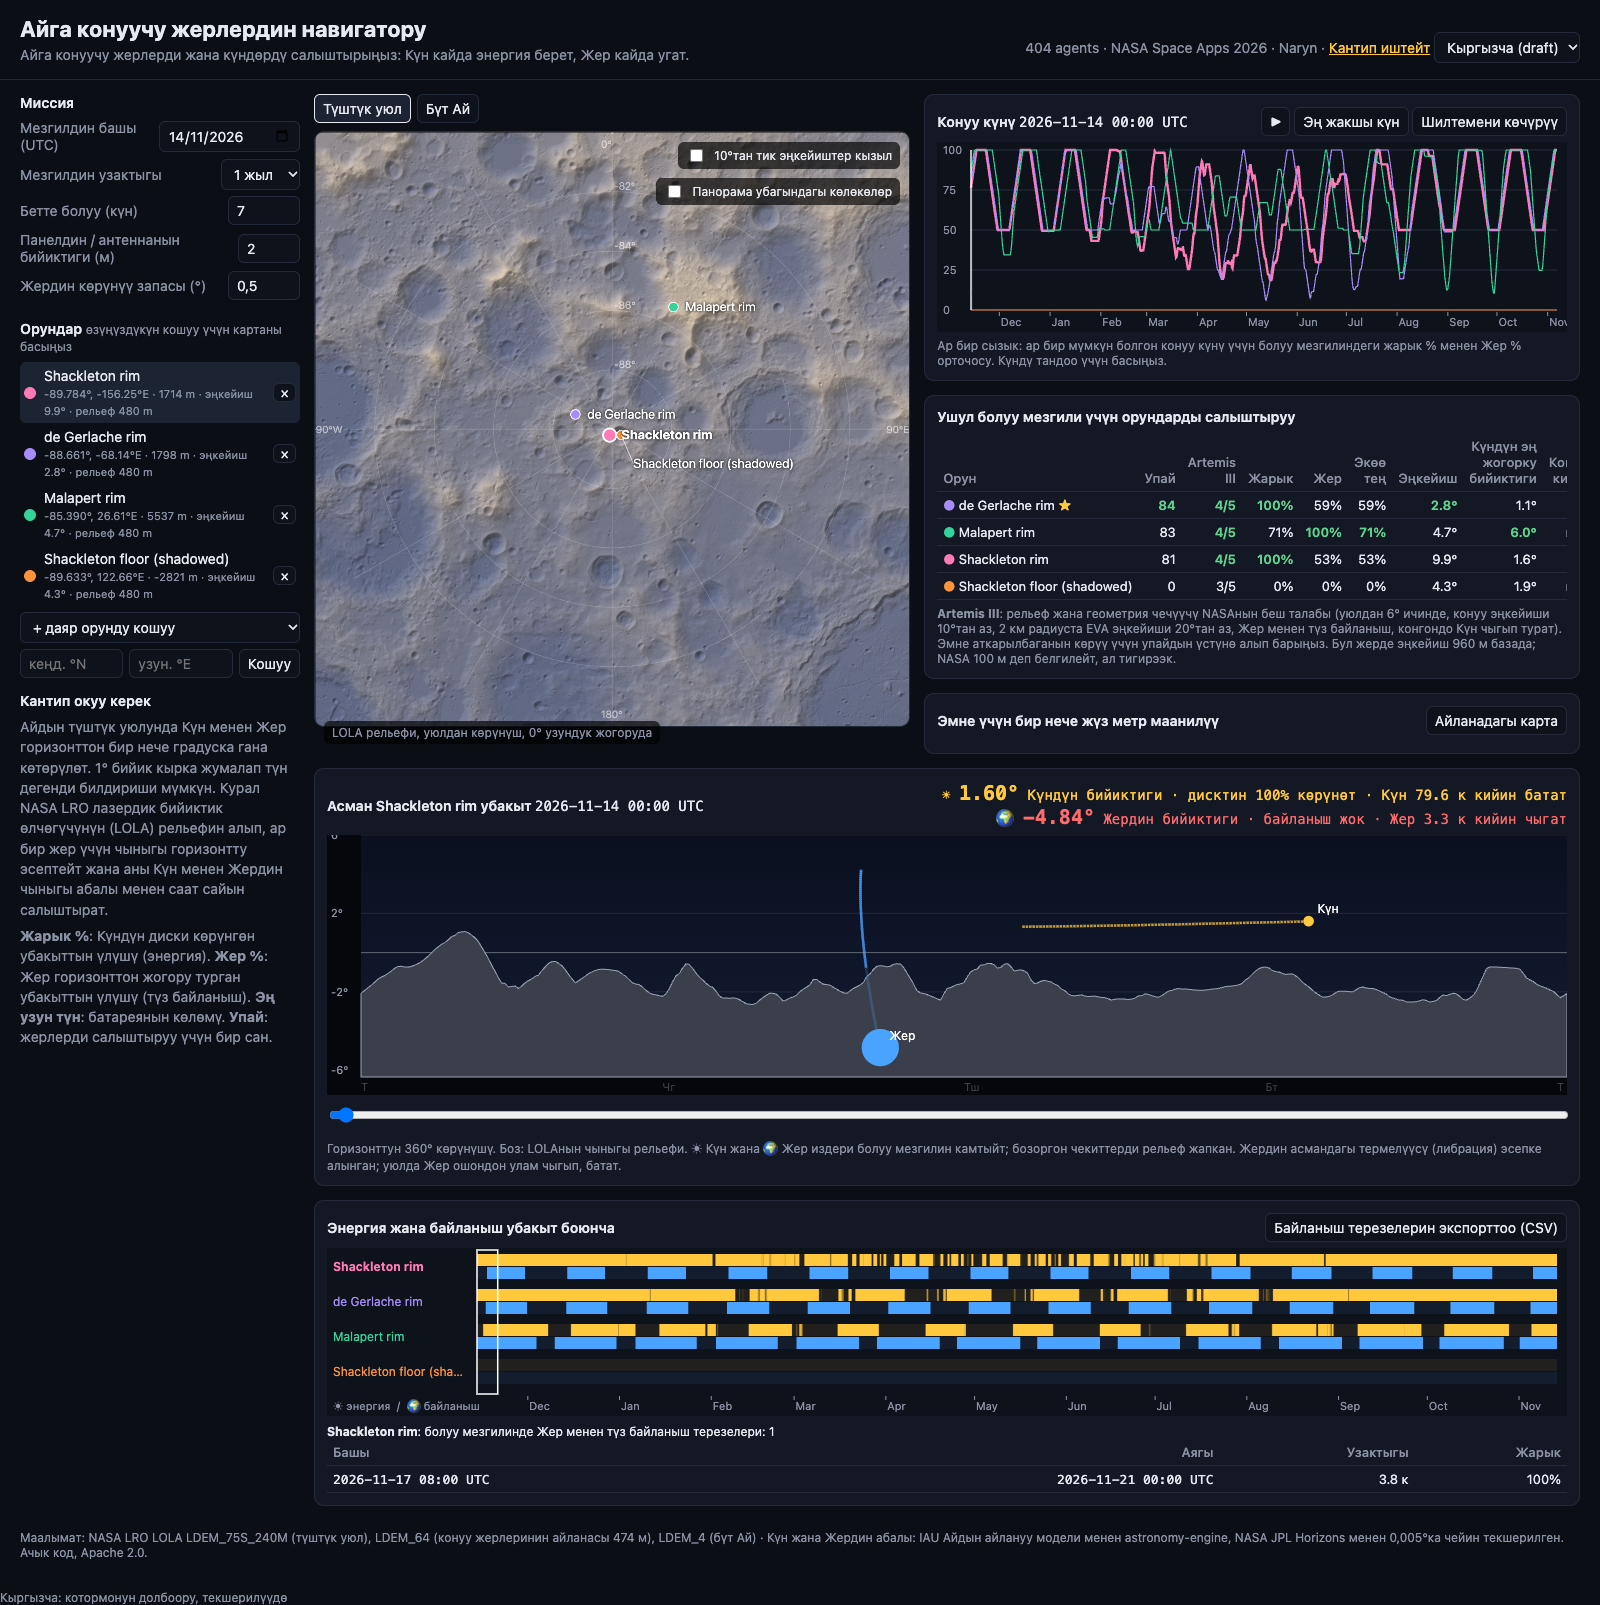 Айга конуучу жерлердин навигатору
Айга конуучу жерлерди жана күндөрдү салыштырыңыз: Күн кайда энергия берет, Жер кайда угат.
404 agents · NASA Space Apps 2026 · Naryn · Кантип иштейт
Кыргызча (draft)
Миссия
Мезгилдин башы
(UTC)
14/11/2026
Мезгилдин узактыгы
1 жыл
Бетте болуу (күн)
7
Панелдин / антеннанын
бийиктиги (м)
2
Жердин көрүнүү запасы (°)
0,5
Орундар өзүңүздүкүн кошуу үчүн картаны
басыңыз
Shackleton rim
-89.784°, -156.25°E · 1714 m · эңкейиш
9.9° · рельеф 480 m
×
de Gerlache rim
-88.661°, -68.14°E · 1798 m · эңкейиш
2.8° · рельеф 480 m
×
Malapert rim
-85.390°, 26.61°E · 5537 m · эңкейиш
4.7° · рельеф 480 m
×
Shackleton floor (shadowed)
-89.633°, 122.66°E · -2821 m · эңкейиш
4.3° · рельеф 480 m
×
+ даяр орунду кошуу
кеңд. °N
узун. °E
Кошуу
Кантип окуу керек
Айдын түштүк уюлунда Күн менен Жер
горизонттон бир нече градуска гана
көтөрүлөт. 1° бийик кырка жумалап түн
дегенди билдириши мүмкүн. Курал
NASA LRO лазердик бийиктик
өлчөгүчүнүн (LOLA) рельефин алып, ар
бир жер үчүн чыныгы горизонтту
эсептейт жана аны Күн менен Жердин
чыныгы абалы менен саат сайын
салыштырат.
Жарык %: Күндүн диски көрүнгөн
убакыттын үлүшү (энергия). Жер %:
Жер горизонттон жогору турган
убакыттын үлүшү (түз байланыш). Эң
узун түн: батареянын көлөмү. Упай:
жерлерди салыштыруу үчүн бир сан.
Түштүк уюл
Бүт Ай
10°тан тик эңкейиштер кызыл
Панорама убагындагы көлөкөлөр
0°
-82°
-84°
-86°
-88°
90°W
90°E
180°
Malapert rim
de Gerlache rim
Shackleton rim
Shackleton floor (shadowed)
LOLA рельефи, уюлдан көрүнүш, 0° узундук жогоруда
Конуу күнү 2026-11-14 00:00 UTC
▶
Эң жакшы күн
Шилтемени көчүрүү
100
75
50
25
0
Dec Jan Feb Mar Apr May Jun Jul Aug Sep Oct Nov
Ар бир сызык: ар бир мүмкүн болгон конуу күнү үчүн болуу мезгилиндеги жарык % менен Жер %
орточосу. Күндү тандоо үчүн басыңыз.
Ушул болуу мезгили үчүн орундарды салыштыруу
Орун Упай Artemis III Жарык Жер Экөө тең Эңкейиш Күндүн эң жогорку бийиктиги
de Gerlache rim ⭐ 84 4/5 100% 59% 59% 2.8° 1.1°
Malapert rim 83 4/5 71% 100% 71% 4.7° 6.0°
Shackleton rim 81 4/5 100% 53% 53% 9.9° 1.6°
Shackleton floor (shadowed) 0 3/5 0% 0% 0% 4.3° 1.9°
Artemis III: рельеф жана геометрия чечүүчү NASAнын беш талабы (уюлдан 6° ичинде, конуу эңкейиши
10°тан аз, 2 км радиуста EVA эңкейиши 20°тан аз, Жер менен түз байланыш, конгондо Күн чыгып турат).
Эмне аткарылбаганын көрүү үчүн упайдын үстүнө алып барыңыз. Бул жерде эңкейиш 960 м базада;
NASA 100 м деп белгилейт, ал тигирээк.
Эмне үчүн бир нече жүз метр маанилүү
Айланадагы карта
Асман Shackleton rim убакыт 2026-11-14 00:00 UTC
☀ 1.60° Күндүн бийиктиги · дисктин 100% көрүнөт · Күн 79.6 к кийин батат
🌍 -4.84° Жердин бийиктиги · байланыш жок · Жер 3.3 к кийин чыгат
6
2°
-2°
-6°
Күн
Жер
Т Чг Тш Бт Т
Горизонттун 360° көрүнүшү. Боз: LOLAнын чыныгы рельефи. ☀ Күн жана 🌍 Жер издери болуу мезгилин камтыйт; бозоргон чекиттерди рельеф жапкан. Жердин асмандагы термелүүсү (либрация) эсепке
алынган; уюлда Жер ошондон улам чыгып, батат.
Энергия жана байланыш убакыт боюнча
Байланыш терезелерин экспорттоо (CSV)
Shackleton rim
de Gerlache rim
Malapert rim
Shackleton floor (sha...
☀ энергия / 🌍 байланыш
Dec Jan Feb Mar Apr May Jun Jul Aug Sep Oct Nov
Shackleton rim: болуу мезгилинде Жер менен түз байланыш терезелери: 1
Башы Аягы Узактыгы Жарык
2026-11-17 08:00 UTC 2026-11-21 00:00 UTC 3.8 к 100%
Маалымат: NASA LRO LOLA LDEM_75S_240M (түштүк уюл), LDEM_64 (конуу жерлеринин айланасы 474 м), LDEM_4 (бүт Ай) · Күн жана Жердин абалы: IAU Айдын айлануу модели менен astronomy-engine, NASA JPL Horizons менен 0,005°ка чейин текшерилген.
Ачык код, Apache 2.0.
Кыргызча: котормонун долбоору, текшерилүүдө